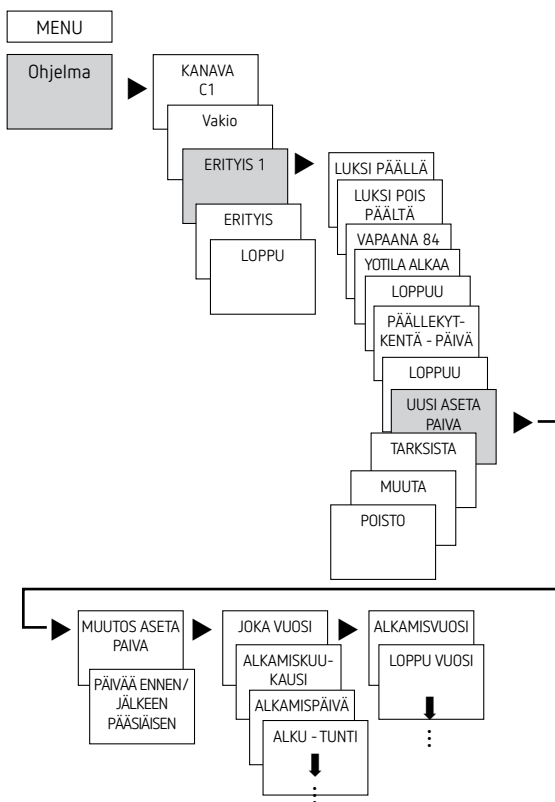 MENU
Ohjelma
KANAVA
C1
Vakio
ERITYIS 1
ERITYIS
LOPPU
LUKSI PÄÄLLÄ
LUKSI POIS
PÄÄLTÄ
VAPAANA 84
YOTILA ALKAA
LOPPUU
PÄÄLLEKYT-
KENTÄ - PÄIVÄ
LOPPUU
UUSI ASETA
PAIVA
TARKSISTA
MUUTA
POISTO
MUUTOS ASETA
PAIVA
PÄIVÄÄ ENNEN/
JÄLKEEN
PÄÄSIÄISEN
JOKA VUOSI
ALKAMISKUU-
KAUSI
ALKAMISPÄIVÄ
ALKU - TUNTI
ALKAMISVUOSI
LOPPU VUOSI